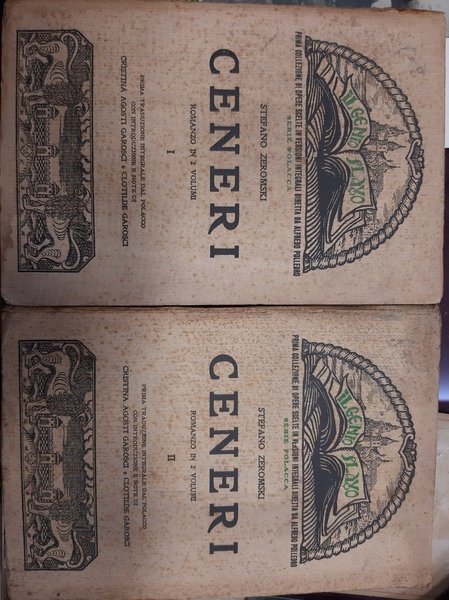 IL GENIO SLAVO
PRIMA COLLEZIONE DI OPERE SCELTE, IN VERSIONI INTEGRALI DIRETTA DA ALFREDO POLLEDRO
SERIE POLACCA
STEFANO ZEROMSKI
CENERI
ROMANZO IN 2 VOLUMI
I
PRIMA TRADUZIONE INTEGRALE DAL POLACCO
CON INTRODUZIONE E NOTE DI
CRISTINA AGOSTI GAROSCI e CLOTILDE GAROSCI
IL GENIO SLAVO
PRIMA COLLEZIONE DI OPERE SCELTE IN VERSIONI INTEGRALI DIRETTA DA ALFREDO POLLEDRO
SERIE POLACCA
STEFANO ZEROMSKI
CENERI
ROMANZO IN 2 VOLUMI
II
PRIMA TRADUZIONE INTEGRALE DAL POLACCO,
CON INTRODUZIONE E NOTE DI
CRISTINA AGOSTI GAROSCI e CLOTILDE GAROSCI